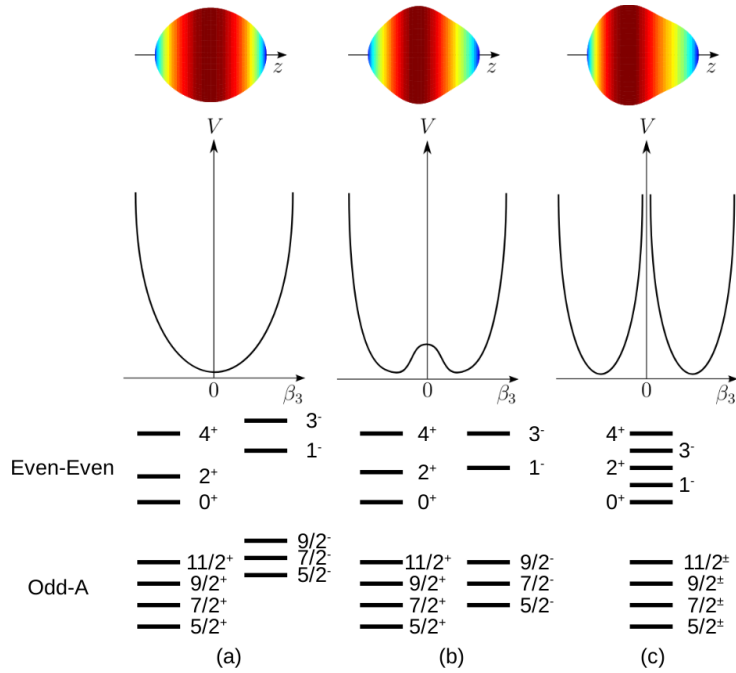 z z z
V V V
0 β₃ 0 β₃ 0 β₃
3⁻
4⁺ 4⁺ 3⁻ 4⁺
1⁻ 3⁻
Even-Even 2⁺ 2⁺ 1⁻ 2⁺
1⁻
0⁺ 0⁺ 0⁺
9/2⁻
11/2⁺ 7/2⁻ 11/2⁺ 9/2⁻ 11/2±
5/2⁻
Odd-A 9/2⁺ 9/2⁺ 7/2⁻ 9/2±
7/2⁺ 7/2⁺ 5/2⁻ 7/2±
5/2⁺ 5/2⁺ 5/2±
(a) (b) (c)